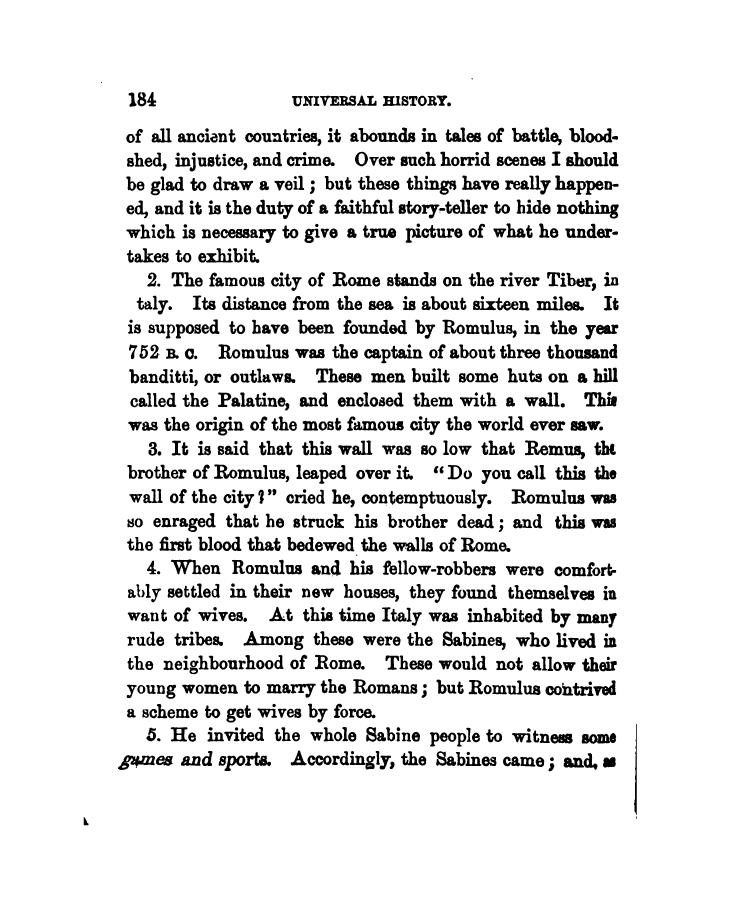 184 UNIVERSAL HISTORY.
of all ancient countries, it abounds in tales of battle, blood-
shed, injustice, and crime. Over such horrid scenes I should
be glad to draw a veil ; but these things have really happen-
ed, and it is the duty of a faithful story-teller to hide nothing
which is necessary to give a true picture of what he under-
takes to exhibit.
2. The famous city of Rome stands on the river Tiber, in
taly. Its distance from the sea is about sixteen miles. It
is supposed to have been founded by Romulus, in the year
752 B. C. Romulus was the captain of about three thousand
banditti, or outlaws. These men built some huts on a hill
called the Palatine, and enclosed them with a wall. This
was the origin of the most famous city the world ever saw.
3. It is said that this wall was so low that Remus, the
brother of Romulus, leaped over it. “Do you call this the
wall of the city?” cried he, contemptuously. Romulus was
so enraged that he struck his brother dead ; and this was
the first blood that bedewed the walls of Rome.
4. When Romulus and his fellow-robbers were comfort-
ably settled in their new houses, they found themselves in
want of wives. At this time Italy was inhabited by many
rude tribes. Among these were the Sabines, who lived in
the neighbourhood of Rome. These would not allow their
young women to marry the Romans ; but Romulus contrived
a scheme to get wives by force.
5. He invited the whole Sabine people to witness some
games and sports. Accordingly, the Sabines came ; and, as